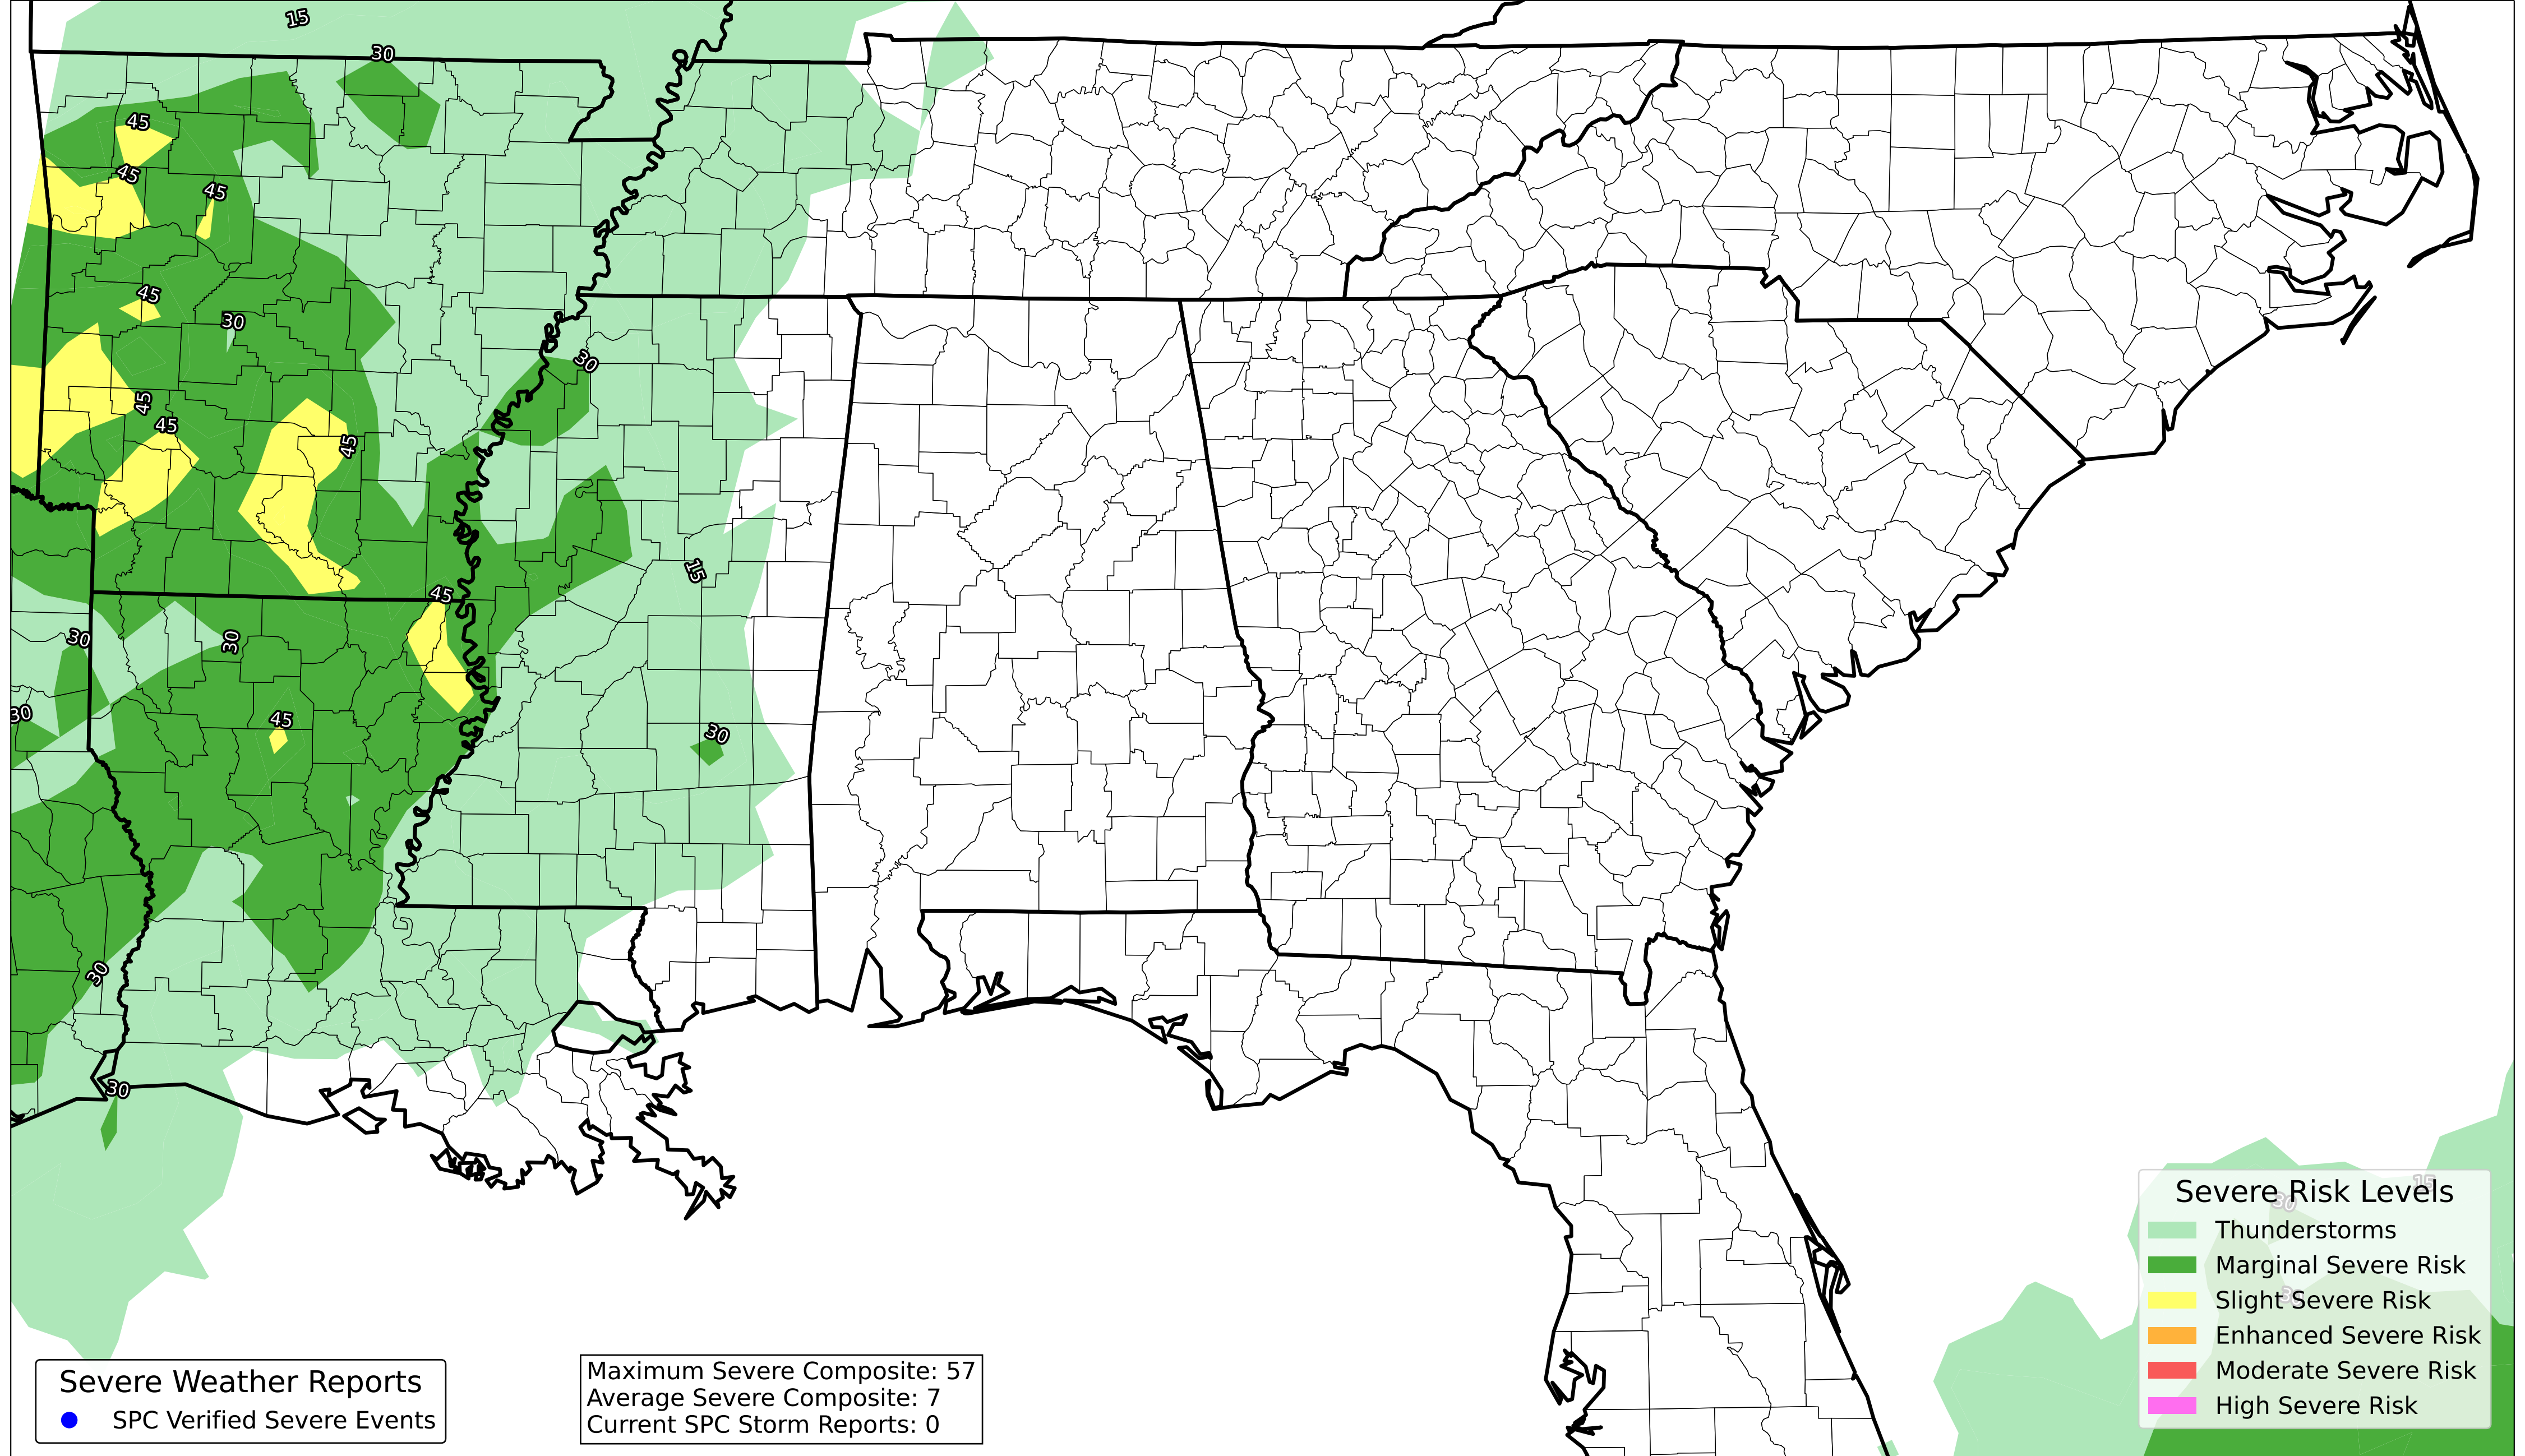 15
30
45
45
45
45
30
30
45
45
45
15
45
30
30
30
45
30
30
30
15
30
30
Severe Risk Levels
Thunderstorms
Marginal Severe Risk
Slight Severe Risk
Enhanced Severe Risk
Moderate Severe Risk
High Severe Risk
Severe Weather Reports
SPC Verified Severe Events
Maximum Severe Composite: 57
Average Severe Composite: 7
Current SPC Storm Reports: 0